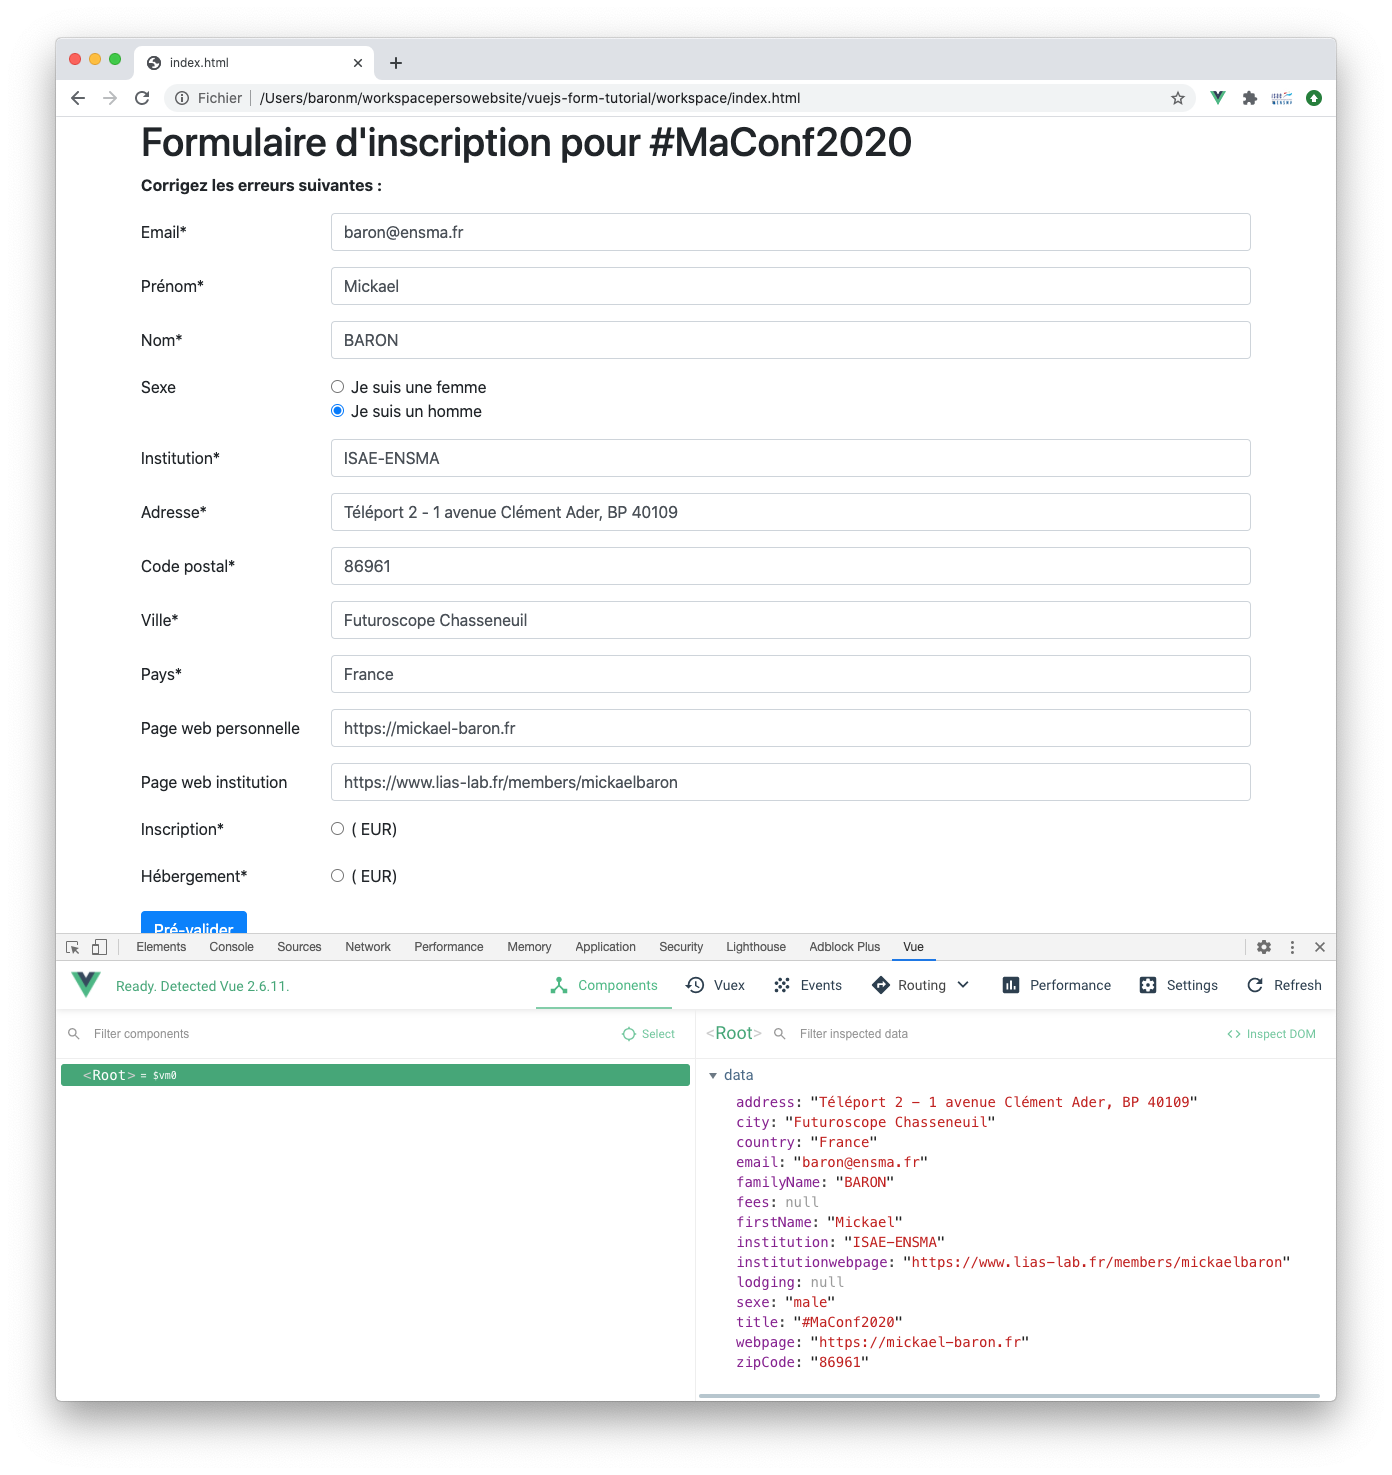 index.html
Fichier | /Users/baronm/workspacepersowebsite/vuejs-form-tutorial/workspace/index.html
Formulaire d'inscription pour #MaConf2020
Corrigez les erreurs suivantes :
Email* baron@ensma.fr
Prénom* Mickael
Nom* BARON
Sexe Je suis une femme
Je suis un homme
Institution* ISAE-ENSMA
Adresse* Téléport 2 - 1 avenue Clément Ader, BP 40109
Code postal* 86961
Ville* Futuroscope Chasseneuil
Pays* France
Page web personnelle https://mickael-baron.fr
Page web institution https://www.lias-lab.fr/members/mickaelbaron
Inscription* ( EUR)
Hébergement* ( EUR)
Pré-valider
Elements Console Sources Network Performance Memory Application Security Lighthouse Adblock Plus Vue
Ready. Detected Vue 2.6.11. Components Vuex Events Routing Performance Settings Refresh
Filter components Select <Root> Filter inspected data <> Inspect DOM
<Root> = $vm0
data
address: "Téléport 2 - 1 avenue Clément Ader, BP 40109"
city: "Futuroscope Chasseneuil"
country: "France"
email: "baron@ensma.fr"
familyName: "BARON"
fees: null
firstName: "Mickael"
institution: "ISAE-ENSMA"
institutionwebpage: "https://www.lias-lab.fr/members/mickaelbaron"
lodging: null
sexe: "male"
title: "#MaConf2020"
webpage: "https://mickael-baron.fr"
zipCode: "86961"